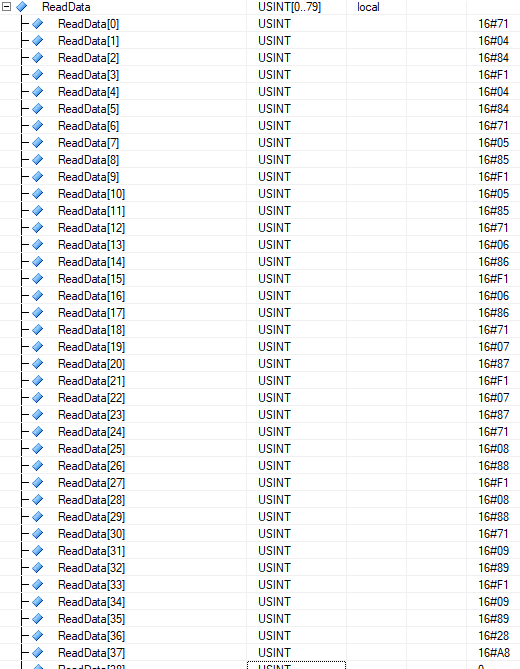 ReadData USINT[0..79] local
ReadData[0] USINT 16#71
ReadData[1] USINT 16#04
ReadData[2] USINT 16#84
ReadData[3] USINT 16#F1
ReadData[4] USINT 16#04
ReadData[5] USINT 16#84
ReadData[6] USINT 16#71
ReadData[7] USINT 16#05
ReadData[8] USINT 16#85
ReadData[9] USINT 16#F1
ReadData[10] USINT 16#05
ReadData[11] USINT 16#85
ReadData[12] USINT 16#71
ReadData[13] USINT 16#06
ReadData[14] USINT 16#86
ReadData[15] USINT 16#F1
ReadData[16] USINT 16#06
ReadData[17] USINT 16#86
ReadData[18] USINT 16#71
ReadData[19] USINT 16#07
ReadData[20] USINT 16#87
ReadData[21] USINT 16#F1
ReadData[22] USINT 16#07
ReadData[23] USINT 16#87
ReadData[24] USINT 16#71
ReadData[25] USINT 16#08
ReadData[26] USINT 16#88
ReadData[27] USINT 16#F1
ReadData[28] USINT 16#08
ReadData[29] USINT 16#88
ReadData[30] USINT 16#71
ReadData[31] USINT 16#09
ReadData[32] USINT 16#89
ReadData[33] USINT 16#F1
ReadData[34] USINT 16#09
ReadData[35] USINT 16#89
ReadData[36] USINT 16#28
ReadData[37] USINT 16#A8